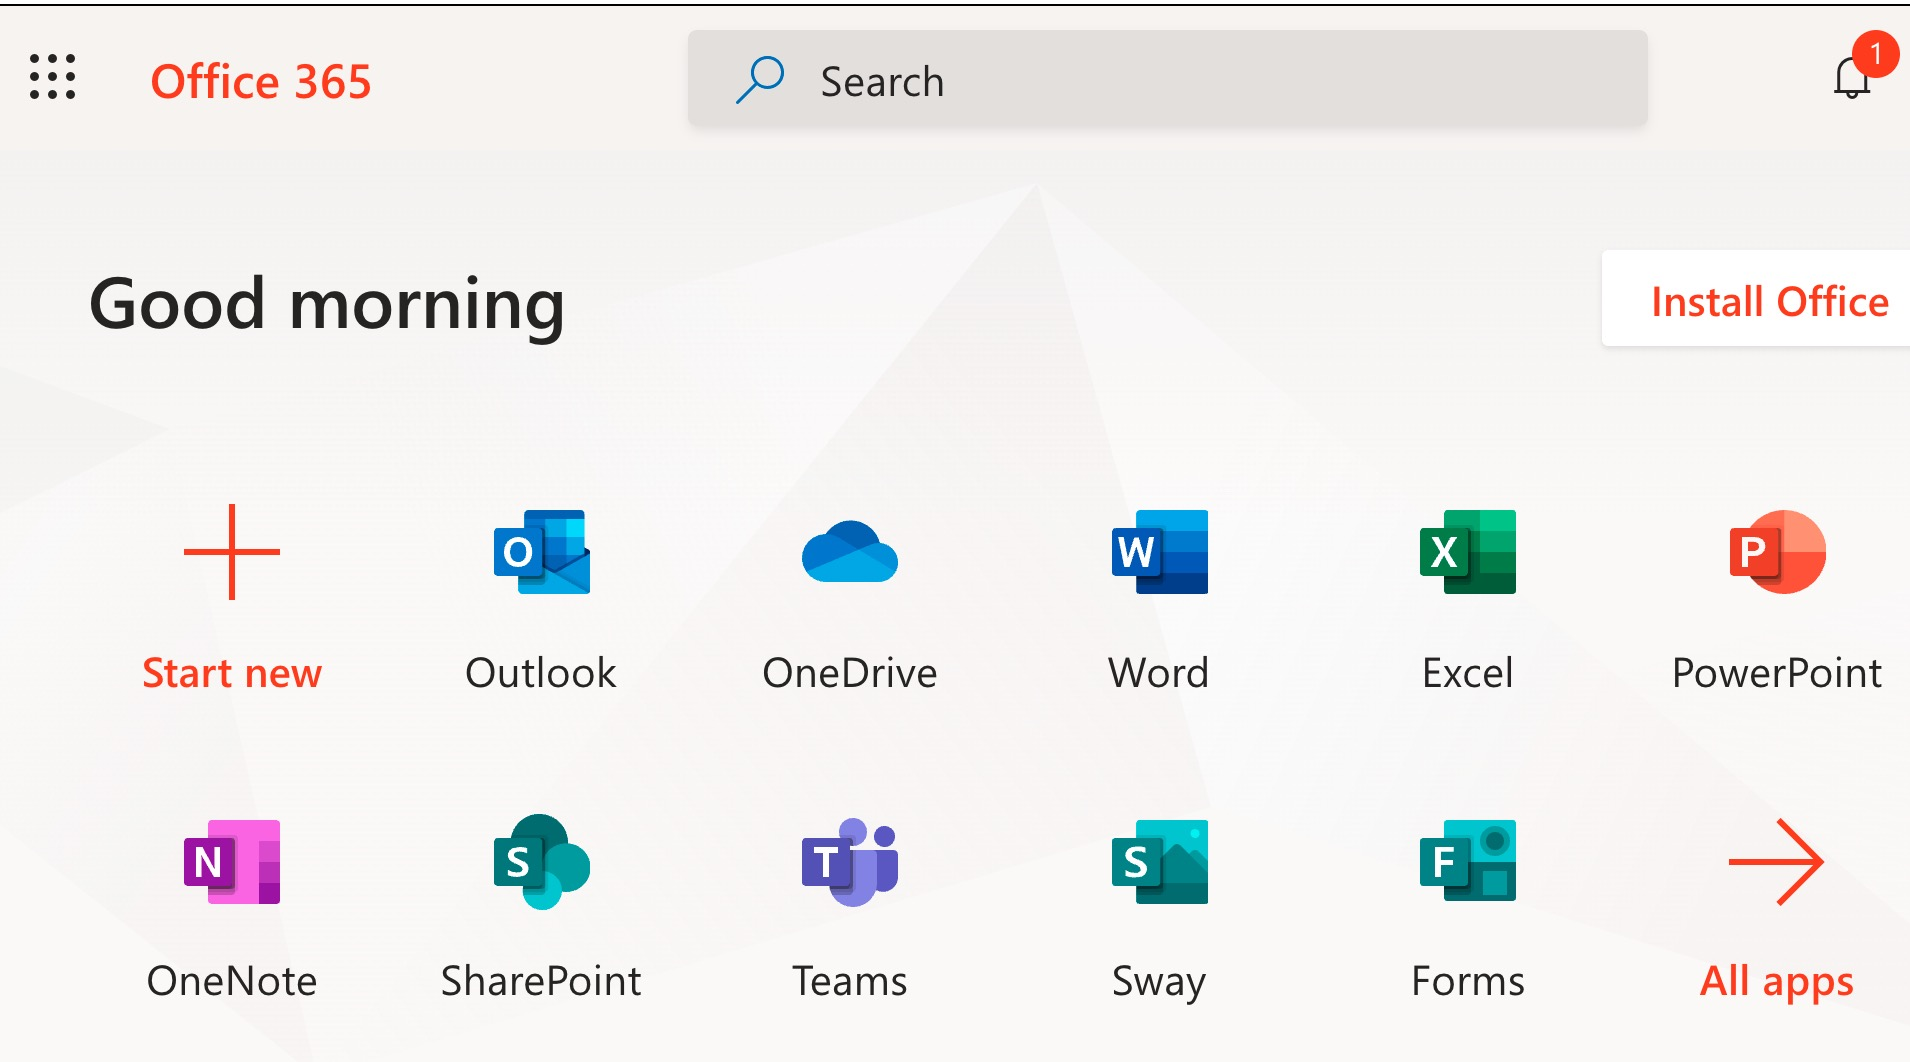 Office 365
Search
1
Good morning
Install Office
Start new
O
Outlook
OneDrive
W
Word
X
Excel
P
PowerPoint
N
OneNote
S
SharePoint
T
Teams
S
Sway
F
Forms
All apps